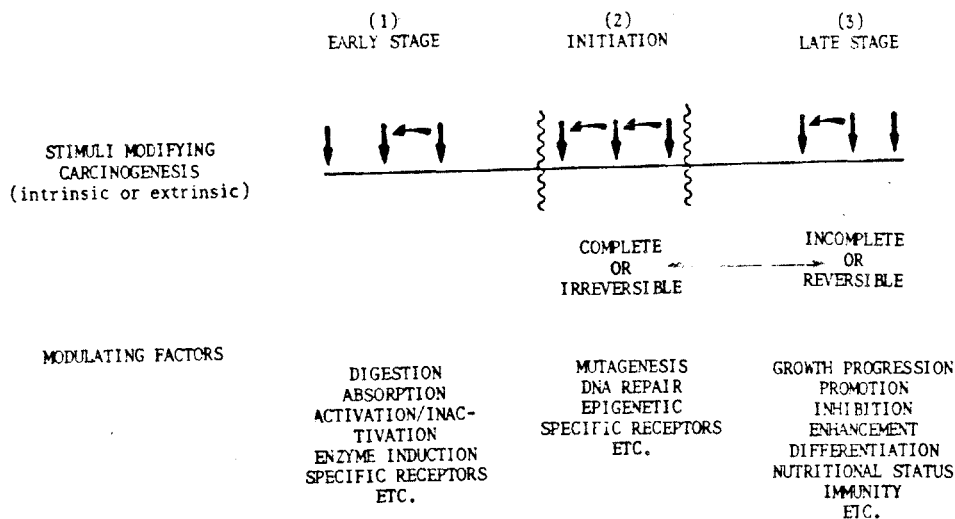 (1)
EARLY STAGE
(2)
INITIATION
(3)
LATE STAGE
STIMULI MODIFYING
CARCINOGENESIS
(intrinsic or extrinsic)
COMPLETE
OR
IRREVERSIBLE
INCOMPLETE
OR
REVERSIBLE
MODULATING FACTORS
DIGESTION
ABSORPTION
ACTIVATION/INAC-
TIVATION
ENZYME INDUCTION
SPECIFIC RECEPTORS
ETC.
MUTAGENESIS
DNA REPAIR
EPIGENETIC
SPECIFIC RECEPTORS
ETC.
GROWTH PROGRESSION
PROMOTION
INHIBITION
ENHANCEMENT
DIFFERENTIATION
NUTRITIONAL STATUS
IMMUNITY
ETC.